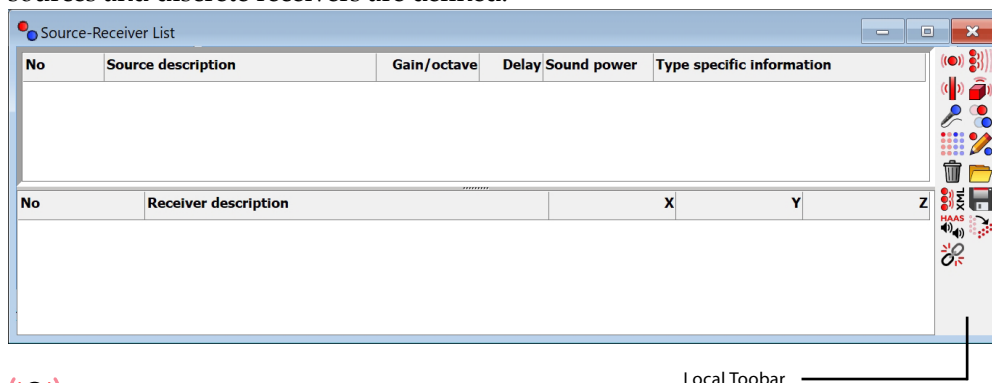 sources and discrete receivers are defined.
Source-Receiver List
No Source description Gain/octave Delay Sound power Type specific information
No Receiver description X Y Z
XML
HAAS
Local Toobar